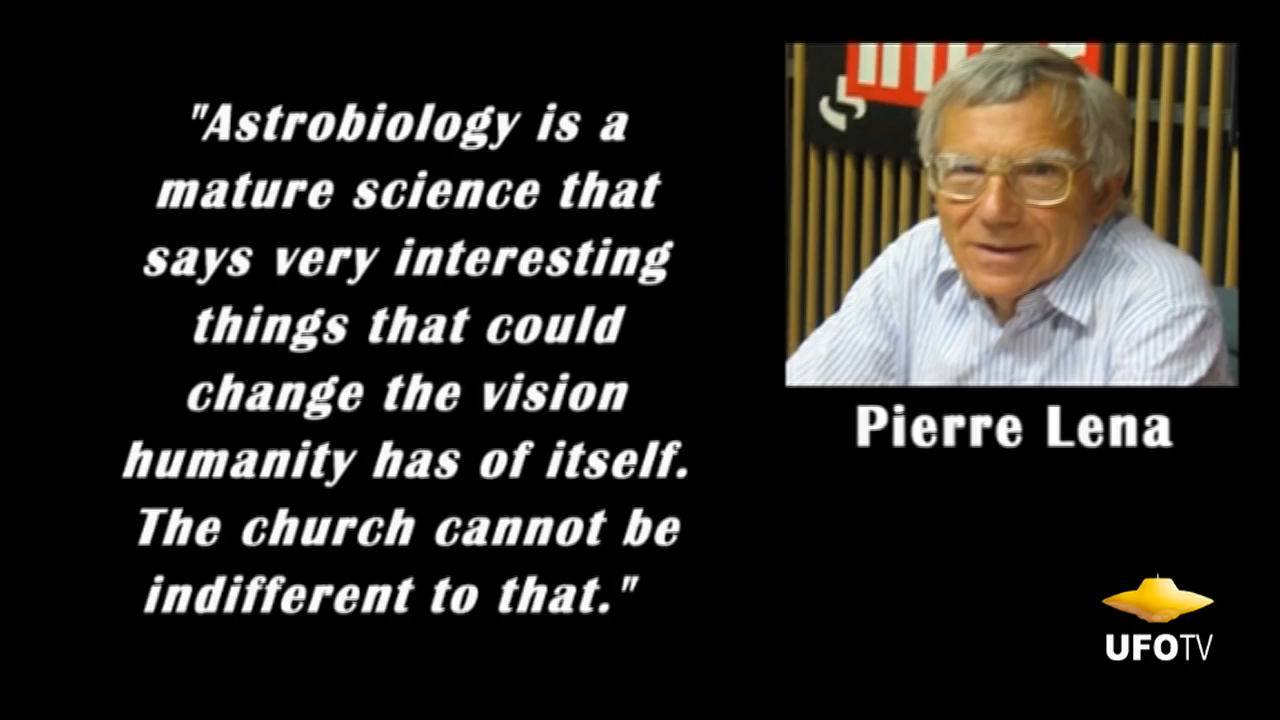 "Astrobiology is a
mature science that
says very interesting
things that could
change the vision
humanity has of itself.
The church cannot be
indifferent to that."
Pierre Lena
UFOTV